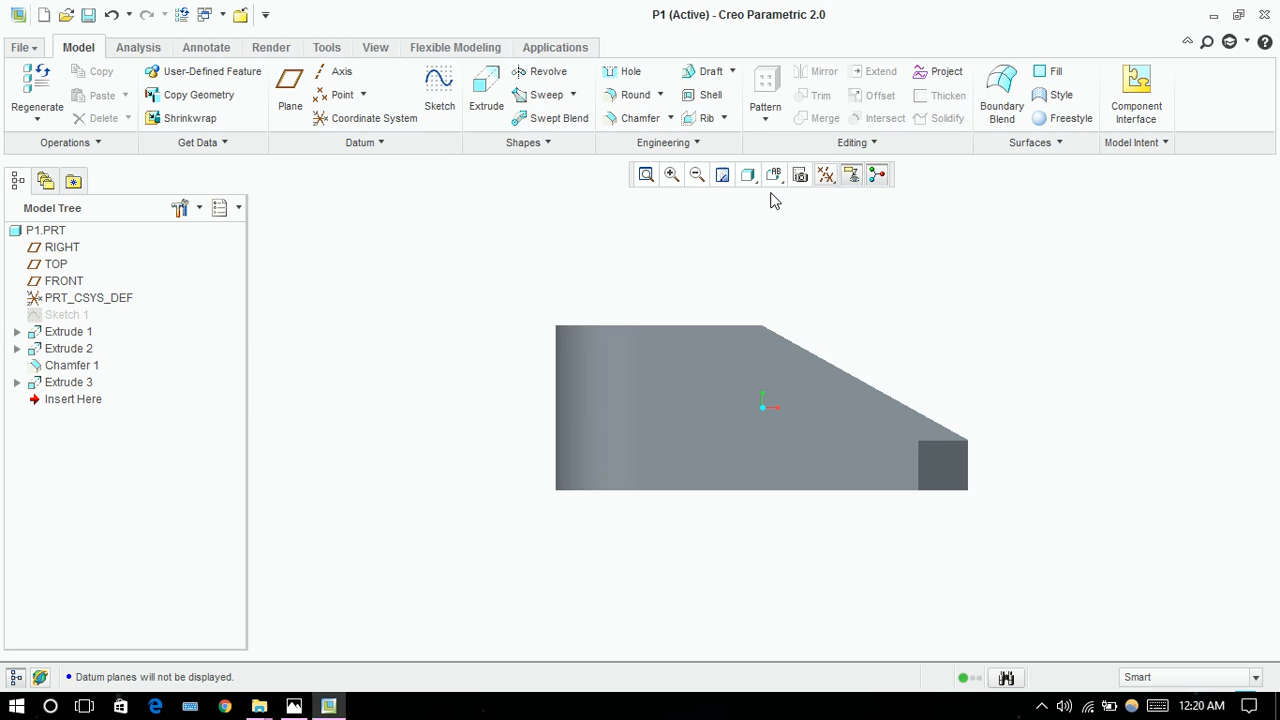 P1 (Active) - Creo Parametric 2.0
File Model Analysis Annotate Render Tools View Flexible Modeling Applications
Regenerate Copy Paste Delete
User-Defined Feature Copy Geometry Shrinkwrap
Plane Axis Point Coordinate System Sketch
Extrude Revolve Sweep Swept Blend
Hole Round Chamfer Draft Shell Rib
Pattern Mirror Trim Merge Extend Offset Intersect Project Thicken Solidify
Boundary Blend Fill Style Freestyle
Component Interface
Operations Get Data Datum Shapes Engineering Editing Surfaces Model Intent
Model Tree
P1.PRT
RIGHT
TOP
FRONT
PRT_CSYS_DEF
Sketch 1
Extrude 1
Extrude 2
Chamfer 1
Extrude 3
Insert Here
Datum planes will not be displayed.
Smart
12:20 AM